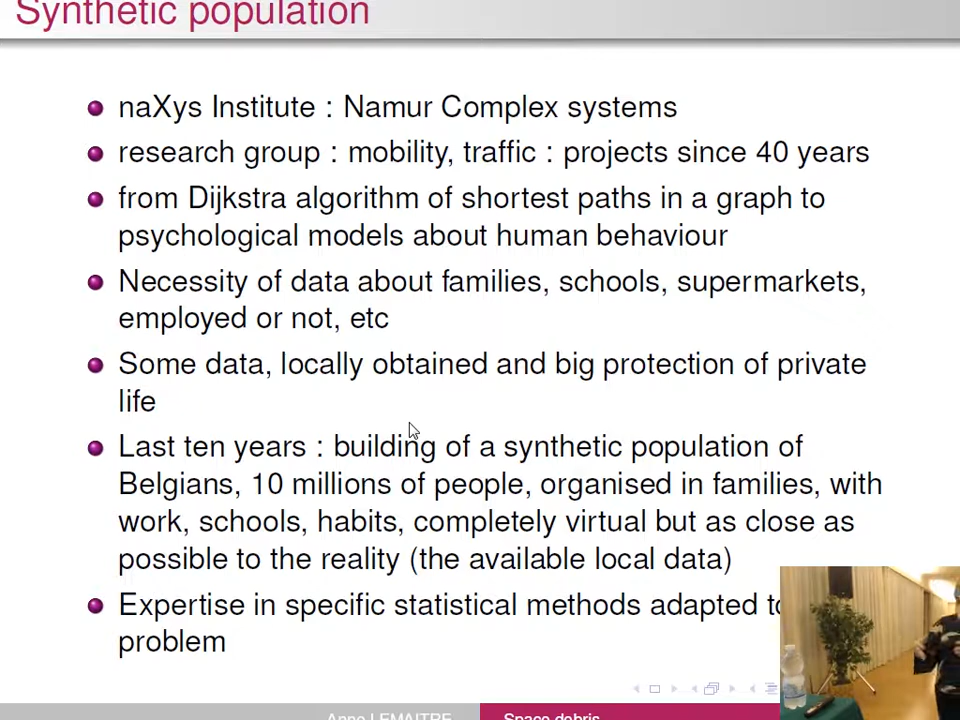 Synthetic population
naXys Institute : Namur Complex systems
research group : mobility, traffic : projects since 40 years
from Dijkstra algorithm of shortest paths in a graph to
psychological models about human behaviour
Necessity of data about families, schools, supermarkets,
employed or not, etc
Some data, locally obtained and big protection of private
life
Last ten years : building of a synthetic population of
Belgians, 10 millions of people, organised in families, with
work, schools, habits, completely virtual but as close as
possible to the reality (the available local data)
Expertise in specific statistical methods adapted
problem
Anne LEMAITRE Space debris